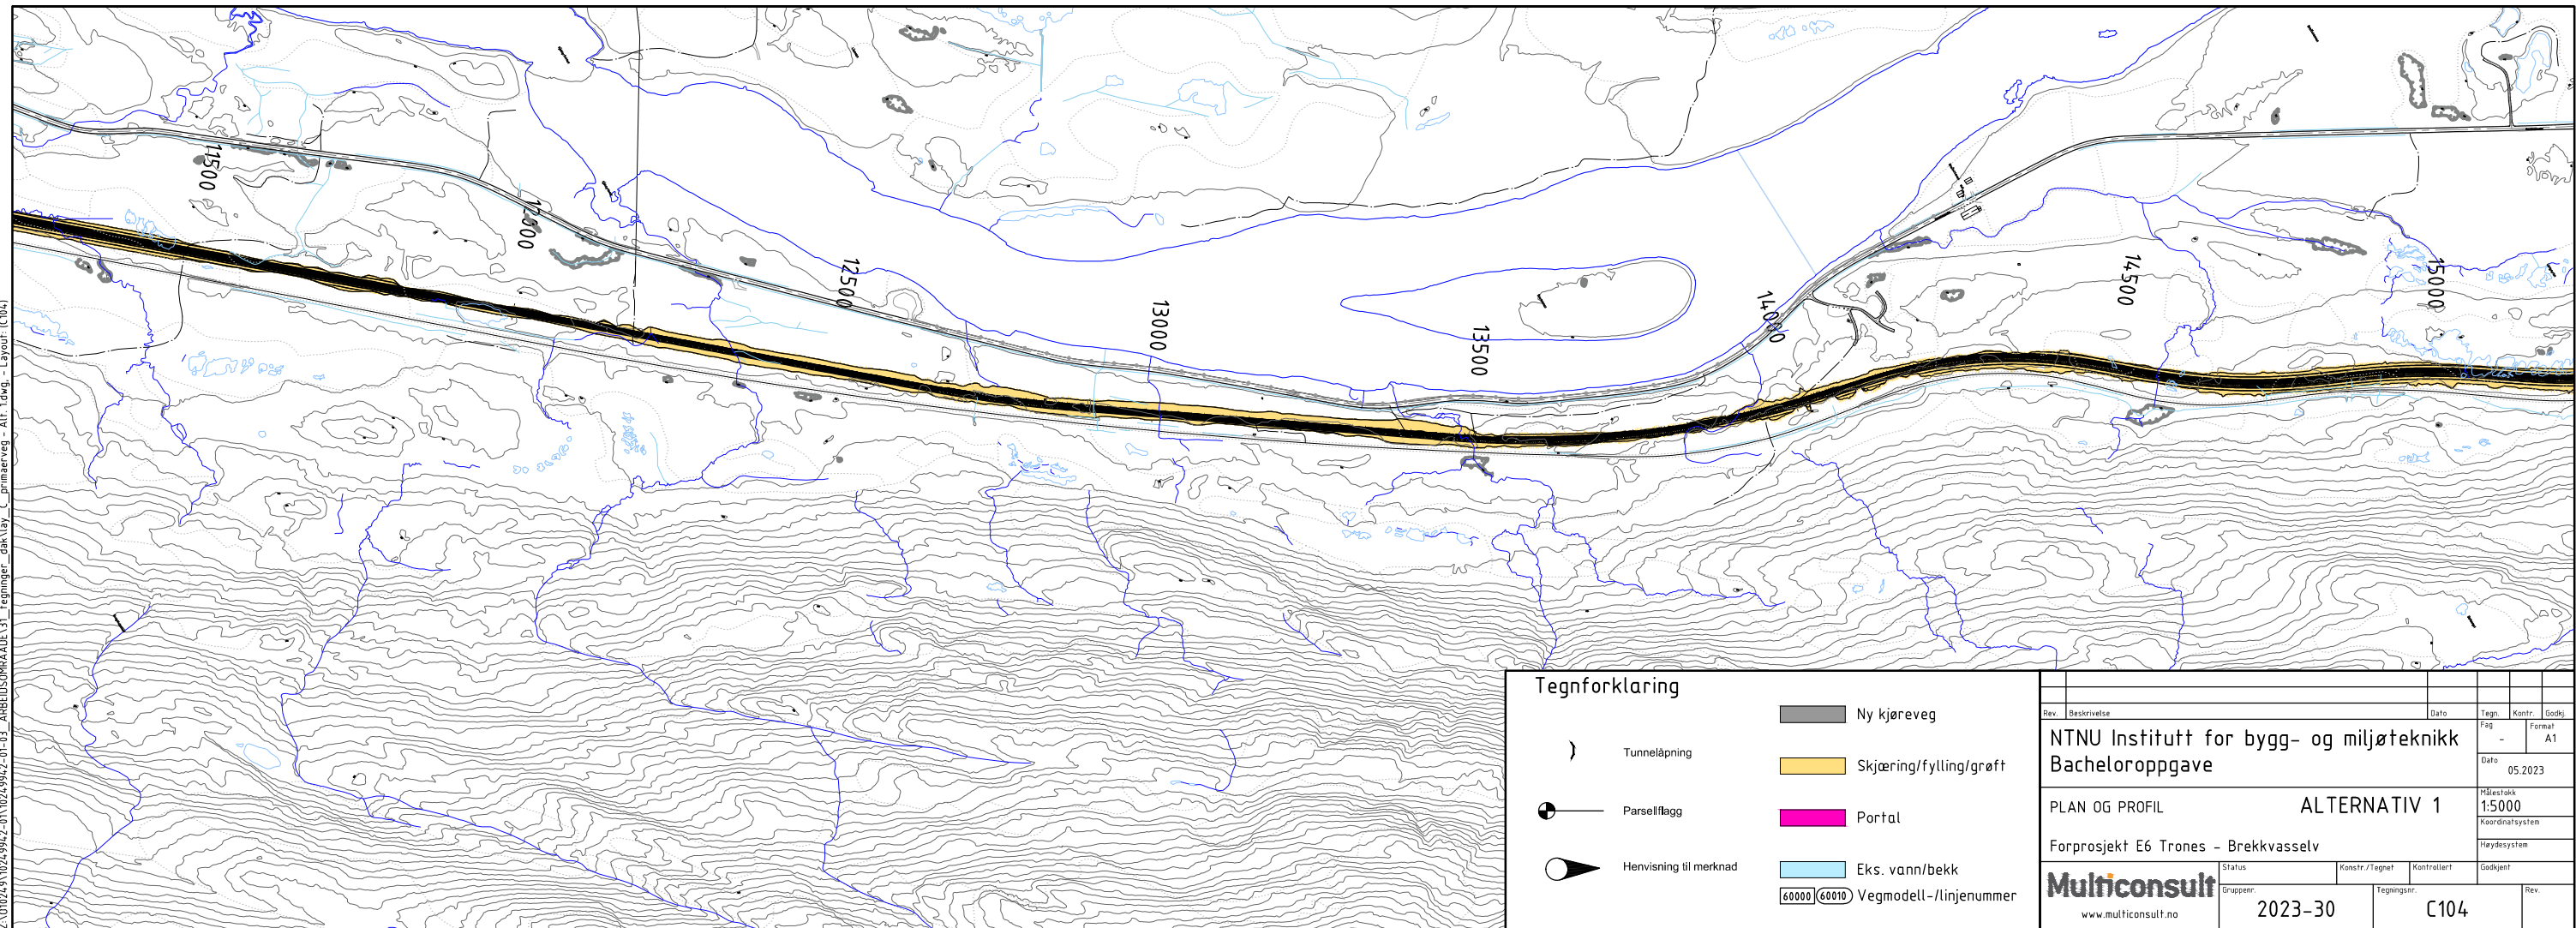 11500
12000
12500
13000
13500
14000
14500
15000
Tegnforklaring
Tunnelåpning
Parsellflagg
Henvisning til merknad
Ny kjøreveg
Skjæring/fylling/grøft
Portal
Eks. vann/bekk
60000 60010 Vegmodell-/linjenummer
Rev. Beskrivelse Dato Tegn. Kontr. Godkj.
NTNU Institutt for bygg- og miljøteknikk
Bacheloroppgave
Fag
-
Format
A1
Dato
05.2023
PLAN OG PROFIL ALTERNATIV 1
Målestokk
1:5000
Koordinatsystem
Forprosjekt E6 Trones - Brekkvasselv
Høydesystem
Multiconsult
www.multiconsult.no
Status Konstr./Tegnet Kontrollert Godkjent
Gruppenr.
2023-30
Tegningsnr.
C104
Rev.